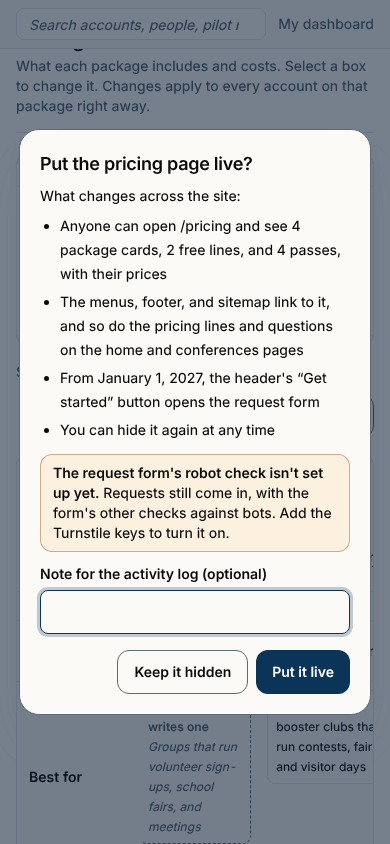 Search accounts, people, pilot r
My dashboard
What each package includes and costs. Select a box
to change it. Changes apply to every account on that
package right away.
Put the pricing page live?
What changes across the site:
• Anyone can open /pricing and see 4
package cards, 2 free lines, and 4 passes,
with their prices
• The menus, footer, and sitemap link to it,
and so do the pricing lines and questions
on the home and conferences pages
• From January 1, 2027, the header's “Get
started” button opens the request form
• You can hide it again at any time
The request form's robot check isn't set
up yet. Requests still come in, with the
form's other checks against bots. Add the
Turnstile keys to turn it on.
Note for the activity log (optional)
Keep it hidden
Put it live
Best for
writes one
Groups that run
volunteer sign-
ups, school
fairs, and
meetings
booster clubs tha
run contests, fair
and visitor days